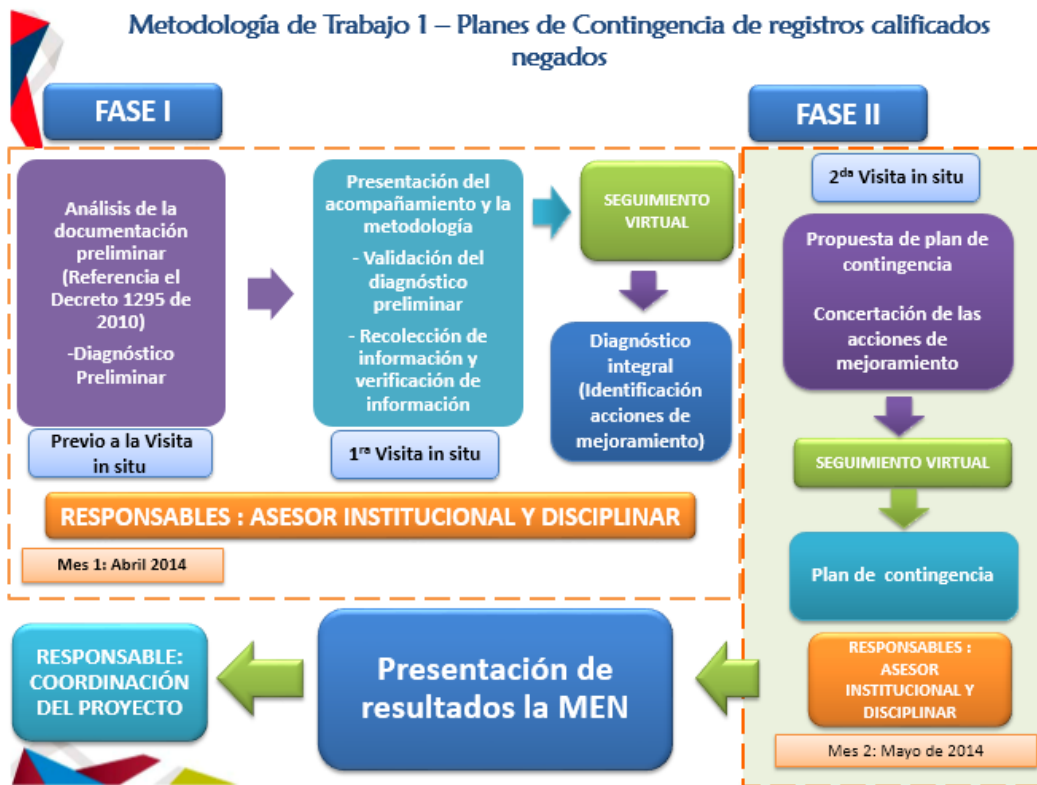 Metodología de Trabajo 1 – Planes de Contingencia de registros calificados
negados
FASE I
Análisis de la
documentación
preliminar
(Referencia el
Decreto 1295 de
2010)
-Diagnóstico
Preliminar
Previo a la Visita
in situ
Presentación del
acompañamiento y la
metodología
- Validación del
diagnóstico
preliminar
- Recolección de
información y
verificación de
información
1ra Visita in situ
SEGUIMIENTO
VIRTUAL
Diagnóstico
integral
(Identificación
acciones de
mejoramiento)
RESPONSABLES : ASESOR INSTITUCIONAL Y DISCIPLINAR
Mes 1: Abril 2014
FASE II
2da Visita in situ
Propuesta de plan de
contingencia
Concertación de las
acciones de
mejoramiento
SEGUIMIENTO VIRTUAL
Plan de contingencia
RESPONSABLES :
ASESOR
INSTITUCIONAL Y
DISCIPLINAR
Mes 2: Mayo de 2014
Presentación de
resultados la MEN
RESPONSABLE:
COORDINACIÓN
DEL PROYECTO